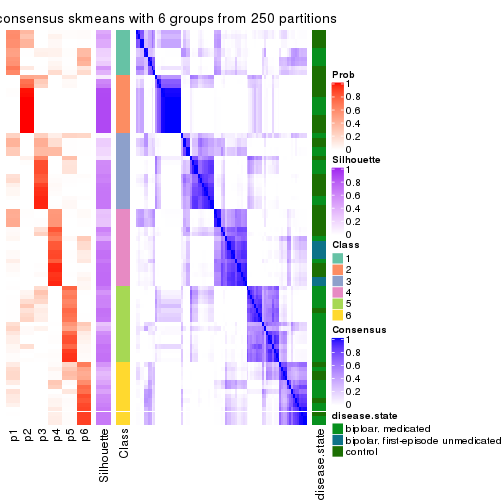 consensus skmeans with 6 groups from 250 partitions
Prob
1
0.8
0.6
0.4
0.2
0
Silhouette
1
0.8
0.6
0.4
0.2
0
Class
1
2
3
4
5
6
Consensus
1
0.8
0.6
0.4
0.2
0
disease.state
biploar. medicated
bipolar. first-episode unmedicated
control
p1
p2
p3
p4
p5
p6
Silhouette
Class
disease.state